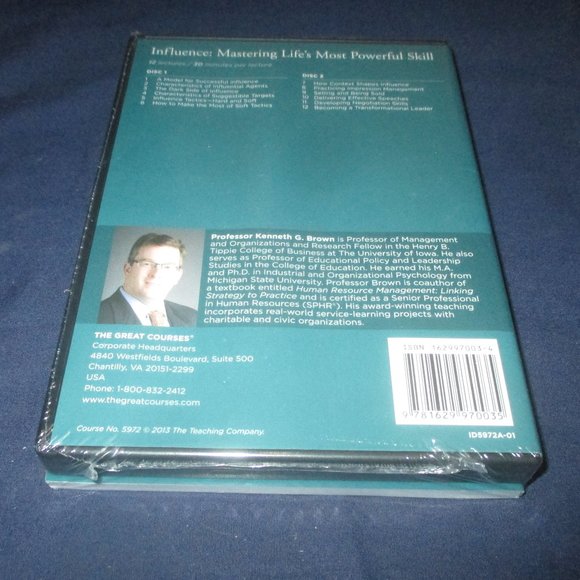 Influence: Mastering Life's Most Powerful Skill
12 lectures / 30 minutes per lecture
DISC 1
1 A Model for Successful Influence
2 Characteristics of Influential Agents
3 The Dark Side of Influence
4 Characteristics of Suggestible Targets
5 Influence Tactics—Hard and Soft
6 How to Make the Most of Soft Tactics
DISC 2
7 How Context Shapes Influence
8 Practicing Impression Management
9 Selling and Being Sold
10 Delivering Effective Speeches
11 Developing Negotiation Skills
12 Becoming a Transformational Leader
Professor Kenneth G. Brown is Professor of Management
and Organizations and Research Fellow in the Henry B.
Tippie College of Business at The University of Iowa. He also
serves as Professor of Educational Policy and Leadership
Studies in the College of Education. He earned his M.A.
and Ph.D. in Industrial and Organizational Psychology from
Michigan State University. Professor Brown is coauthor of
a textbook entitled Human Resource Management: Linking
Strategy to Practice and is certified as a Senior Professional
in Human Resources (SPHR®). His award-winning teaching
incorporates real-world service-learning projects with
charitable and civic organizations.
THE GREAT COURSES®
Corporate Headquarters
4840 Westfields Boulevard, Suite 500
Chantilly, VA 20151-2299
USA
Phone: 1-800-832-2412
www.thegreatcourses.com
Course No. 5972 © 2013 The Teaching Company.
ISBN 162997003-6
9 781629 970035
ID5972A-01